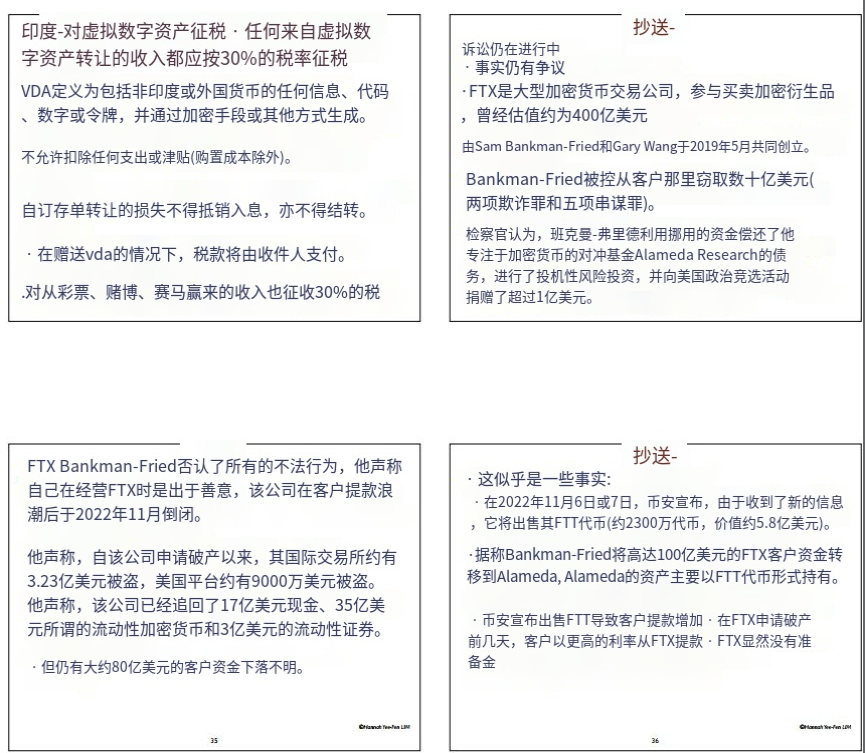 印度-对虚拟数字资产征税 · 任何来自虚拟数
字资产转让的收入都应按30%的税率征税
VDA定义为包括非印度或外国货币的任何信息、代码
、数字或令牌，并通过加密手段或其他方式生成。
不允许扣除任何支出或津贴(购置成本除外)。
自订存单转让的损失不得抵销入息，亦不得结转。
· 在赠送vda的情况下，税款将由收件人支付。
.对从彩票、赌博、赛马赢来的收入也征收30%的税
抄送-
诉讼仍在进行中
· 事实仍有争议
·FTX是大型加密货币交易公司，参与买卖加密衍生品
，曾经估值约为400亿美元
由Sam Bankman-Fried和Gary Wang于2019年5月共同创立。
Bankman-Fried被控从客户那里窃取数十亿美元(
两项欺诈罪和五项串谋罪)。
检察官认为，班克曼-弗里德利用挪用的资金偿还了他
专注于加密货币的对冲基金Alameda Research的债
务，进行了投机性风险投资，并向美国政治竞选活动
捐赠了超过1亿美元。
FTX Bankman-Fried否认了所有的不法行为，他声称
自己在经营FTX时是出于善意，该公司在客户提款浪
潮后于2022年11月倒闭。
他声称，自该公司申请破产以来，其国际交易所约有
3.23亿美元被盗，美国平台约有9000万美元被盗。
他声称，该公司已经追回了17亿美元现金、35亿美
元所谓的流动性加密货币和3亿美元的流动性证券。
· 但仍有大约80亿美元的客户资金下落不明。
©Hannah Yee-Fen LIM
35
抄送-
· 这似乎是一些事实:
· 在2022年11月6日或7日，币安宣布，由于收到了新的信息
，它将出售其FTT代币(约2300万代币，价值约5.8亿美元)。
·据称Bankman-Fried将高达100亿美元的FTX客户资金转
移到Alameda, Alameda的资产主要以FTT代币形式持有。
· 币安宣布出售FTT导致客户提款增加 · 在FTX申请破产
前几天，客户以更高的利率从FTX提款 · FTX显然没有准
备金
©Hannah Yee-Fen LIM
36